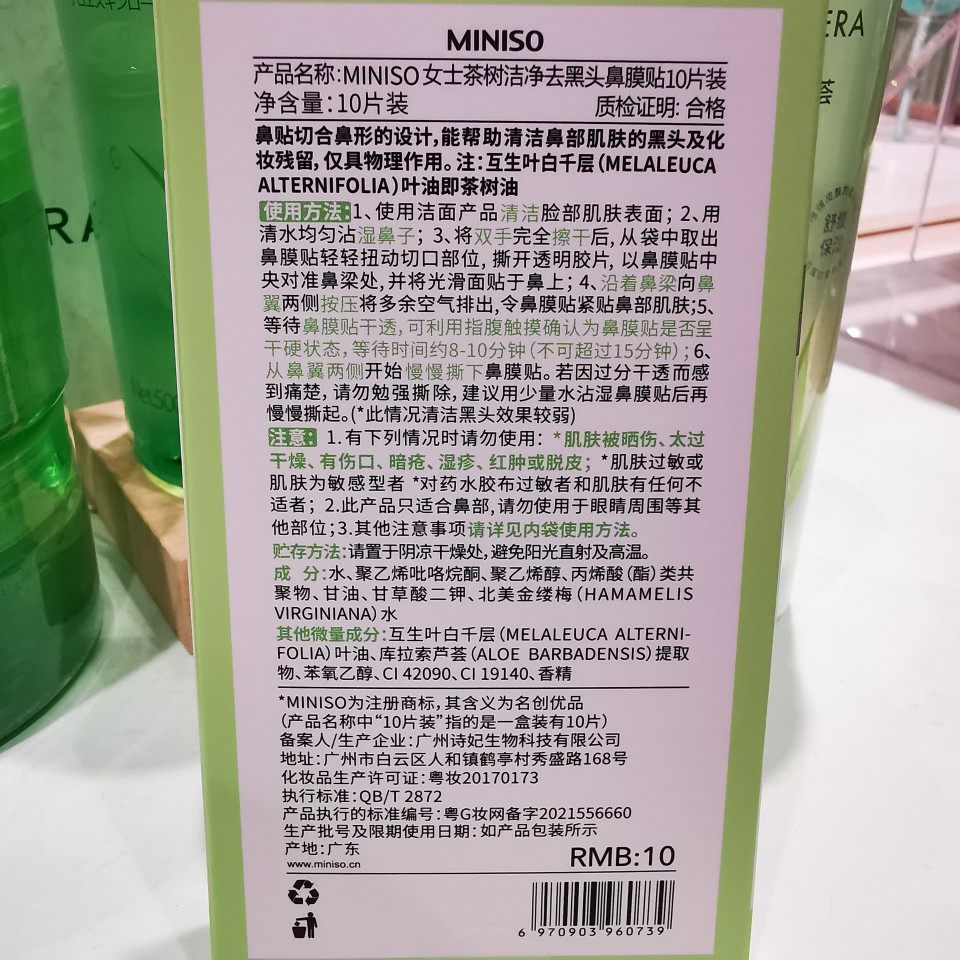 MINISO
产品名称:MINISO女士茶树洁净去黑头鼻膜贴10片装
净含量:10片装 质检证明: 合格
鼻贴切合鼻形的设计,能帮助清洁鼻部肌肤的黑头及化
妆残留, 仅具物理作用。注:互生叶白千层(MELALEUCA
ALTERNIFOLIA)叶油即茶树油
使用方法:1、使用洁面产品清洁脸部肌肤表面；2、用
清水均匀沾湿鼻子；3、将双手完全擦干后, 从袋中取出
鼻膜贴轻轻扭动切口部位, 撕开透明胶片, 以鼻膜贴中
央对准鼻梁处, 并将光滑面贴于鼻上；4、沿着鼻梁向鼻
翼两侧按压将多余空气排出,令鼻膜贴紧贴鼻部肌肤;5、
等待鼻膜贴干透, 可利用指腹触摸确认为鼻膜贴是否呈
干硬状态, 等待时间约8-10分钟 (不可超过15分钟)；6、
从鼻翼两侧开始慢慢撕下鼻膜贴。若因过分干透而感
到痛楚, 请勿勉强撕除, 建议用少量水沾湿鼻膜贴后再
慢慢撕起。(*此情况清洁黑头效果较弱)
注意: 1.有下列情况时请勿使用: *肌肤被晒伤、太过
干燥、有伤口、暗疮、湿疹、红肿或脱皮；*肌肤过敏或
肌肤为敏感型者 *对药水胶布过敏者和肌肤有任何不
适者；2.此产品只适合鼻部,请勿使用于眼睛周围等其
他部位;3.其他注意事项请详见内袋使用方法。
贮存方法:请置于阴凉干燥处, 避免阳光直射及高温。
成 分:水、聚乙烯吡咯烷酮、聚乙烯醇、丙烯酸(酯)类共
聚物、甘油、甘草酸二钾、北美金缕梅(HAMAMELIS
VIRGINIANA)水
其他微量成分:互生叶白千层(MELALEUCA ALTERNI-
FOLIA)叶油、库拉索芦荟(ALOE BARBADENSIS)提取
物、苯氧乙醇、CI 42090、CI 19140、香精
*MINISO为注册商标, 其含义为名创优品
(产品名称中“10片装”指的是一盒装有10片)
备案人/生产企业:广州诗妃生物科技有限公司
地址:广州市白云区人和镇鹤亭村秀盛路168号
化妆品生产许可证:粤妆20170173
执行标准:QB/T 2872
产品执行的标准编号:粤G妆网备字2021556660
生产批号及限期使用日期: 如产品包装所示
产地:广东
www.miniso.cn
RMB:10
6 970903 960739
ERA
荟
RA